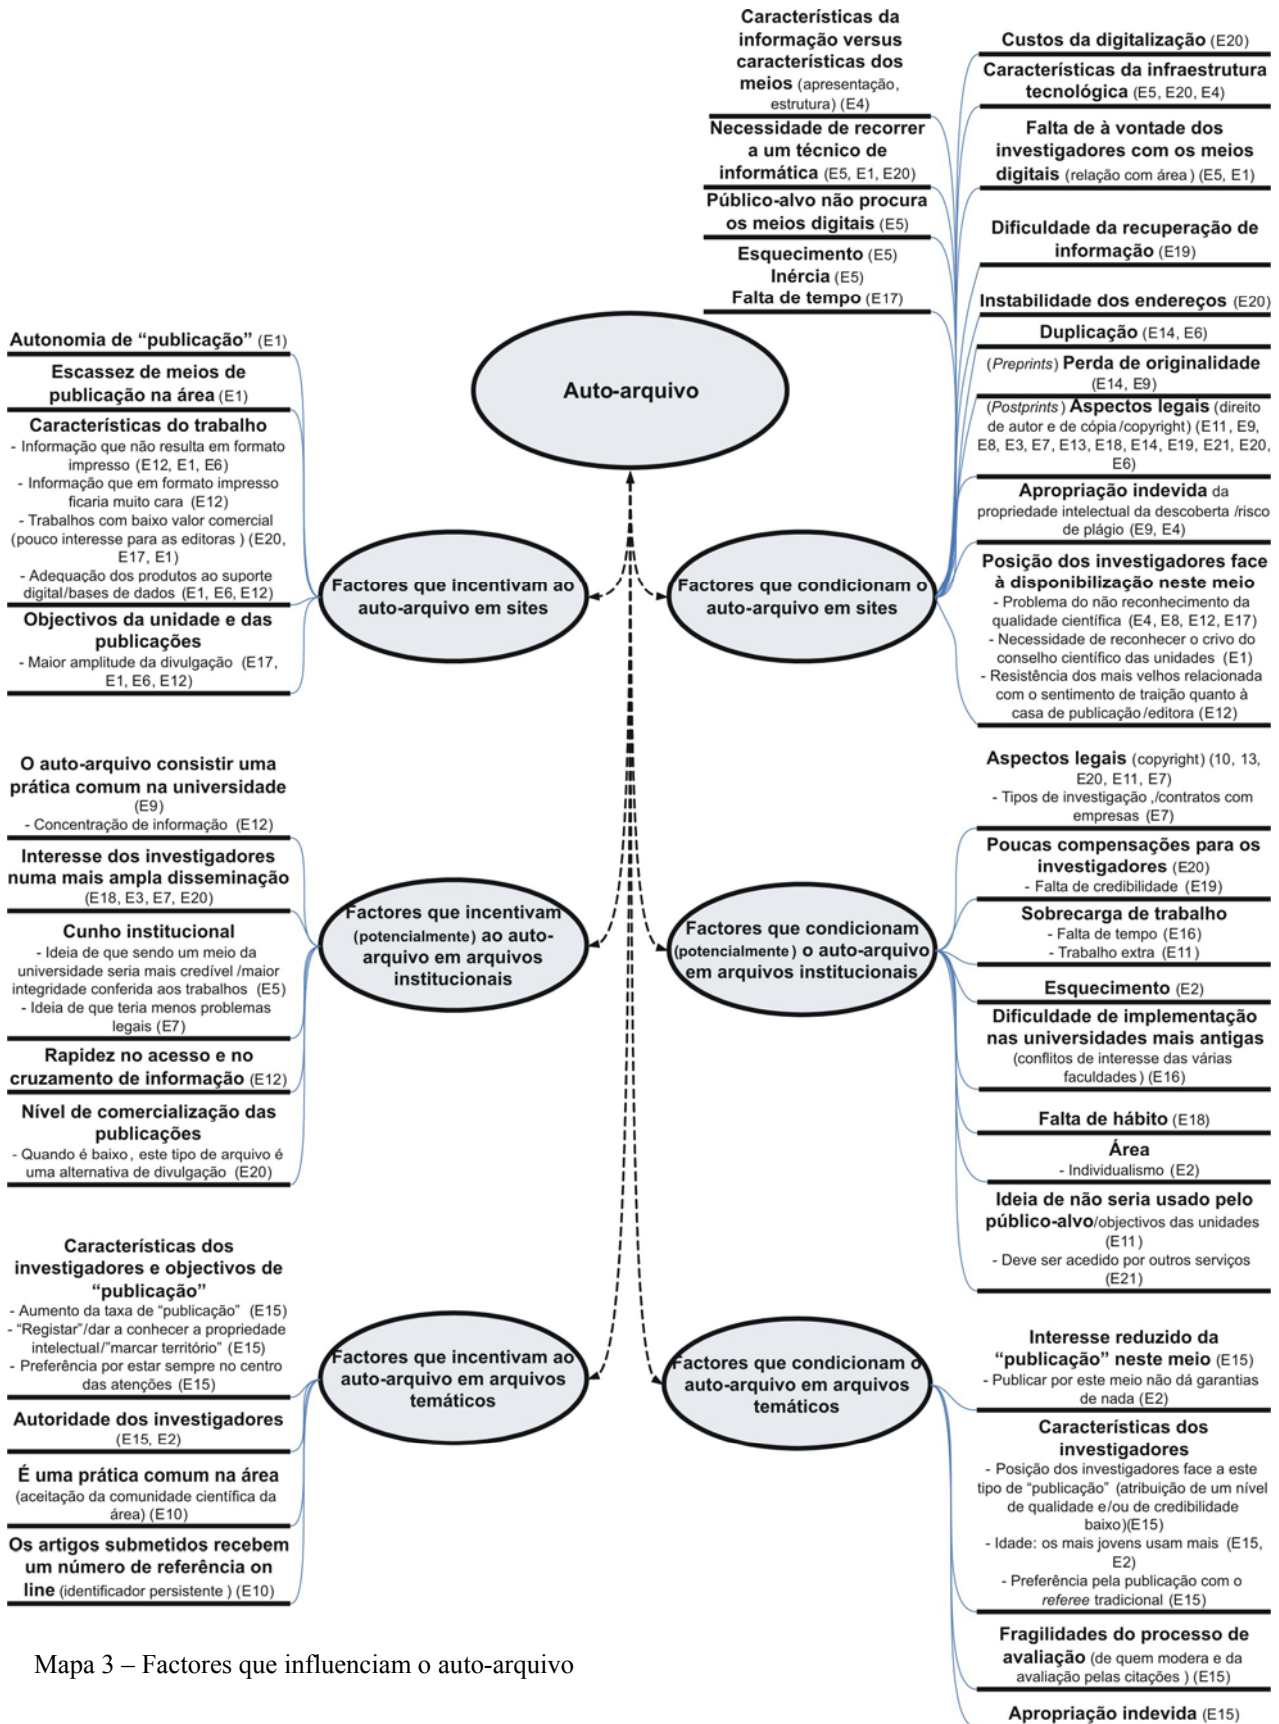 Características da
informação versus
características dos
meios (apresentação,
estrutura) (E4)
Necessidade de recorrer
a um técnico de
informática (E5, E1, E20)
Público-alvo não procura
os meios digitais (E5)
Esquecimento (E5)
Inércia (E5)
Falta de tempo (E17)
Custos da digitalização (E20)
Características da infraestrutura
tecnológica (E5, E20, E4)
Falta de à vontade dos
investigadores com os meios
digitais (relação com área) (E5, E1)
Dificuldade da recuperação de
informação (E19)
Instabilidade dos endereços (E20)
Duplicação (E14, E6)
(Preprints) Perda de originalidade
(E14, E9)
(Postprints) Aspectos legais (direito
de autor e de cópia/copyright) (E11, E9,
E8, E3, E7, E13, E18, E14, E19, E21, E20,
E6)
Apropriação indevida da
propriedade intelectual da descoberta /risco
de plágio (E9, E4)
Posição dos investigadores face
à disponibilização neste meio
- Problema do não reconhecimento da
qualidade científica (E4, E8, E12, E17)
- Necessidade de reconhecer o crivo do
conselho científico das unidades (E1)
- Resistência dos mais velhos relacionada
com o sentimento de traição quanto à
casa de publicação/editora (E12)
Auto-arquivo
Autonomia de “publicação” (E1)
Escassez de meios de
publicação na área (E1)
Características do trabalho
- Informação que não resulta em formato
impresso (E12, E1, E6)
- Informação que em formato impresso
ficaria muito cara (E12)
- Trabalhos com baixo valor comercial
(pouco interesse para as editoras ) (E20,
E17, E1)
- Adequação dos produtos ao suporte
digital/bases de dados (E1, E6, E12)
Objectivos da unidade e das
publicações
- Maior amplitude da divulgação (E17,
E1, E6, E12)
Factores que incentivam ao
auto-arquivo em sites
Factores que condicionam o
auto-arquivo em sites
O auto-arquivo consistir uma
prática comum na universidade
(E9)
- Concentração de informação (E12)
Interesse dos investigadores
numa mais ampla disseminação
(E18, E3, E7, E20)
Cunho institucional
- Ideia de que sendo um meio da
universidade seria mais credível /maior
integridade conferida aos trabalhos (E5)
- Ideia de que teria menos problemas
legais (E7)
Rapidez no acesso e no
cruzamento de informação (E12)
Nível de comercialização das
publicações
- Quando é baixo, este tipo de arquivo é
uma alternativa de divulgação (E20)
Factores que incentivam
(potencialmente) ao auto-
arquivo em arquivos
institucionais
Factores que condicionam
(potencialmente) o auto-arquivo
em arquivos institucionais
Aspectos legais (copyright) (10, 13,
E20, E11, E7)
- Tipos de investigação ,/contratos com
empresas (E7)
Poucas compensações para os
investigadores (E20)
- Falta de credibilidade (E19)
Sobrecarga de trabalho
- Falta de tempo (E16)
- Trabalho extra (E11)
Esquecimento (E2)
Dificuldade de implementação
nas universidades mais antigas
(conflitos de interesse das várias
faculdades ) (E16)
Falta de hábito (E18)
Área
- Individualismo (E2)
Ideia de não seria usado pelo
público-alvo/objectivos das unidades
(E11)
- Deve ser acedido por outros serviços
(E21)
Características dos
investigadores e objectivos de
“publicação”
- Aumento da taxa de “publicação” (E15)
- “Registar”/dar a conhecer a propriedade
intelectual/”marcar território” (E15)
- Preferência por estar sempre no centro
das atenções (E15)
Autoridade dos investigadores
(E15, E2)
É uma prática comum na área
(aceitação da comunidade científica da
área) (E10)
Os artigos submetidos recebem
um número de referência on
line (identificador persistente ) (E10)
Factores que incentivam ao
auto-arquivo em arquivos
temáticos
Factores que condicionam o
auto-arquivo em arquivos
temáticos
Interesse reduzido da
“publicação” neste meio (E15)
- Publicar por este meio não dá garantias
de nada (E2)
Características dos
investigadores
- Posição dos investigadores face a este
tipo de “publicação” (atribuição de um nível
de qualidade e/ou de credibilidade
baixo)(E15)
- Idade: os mais jovens usam mais (E15,
E2)
- Preferência pela publicação com o
referee tradicional (E15)
Fragilidades do processo de
avaliação (de quem modera e da
avaliação pelas citações ) (E15)
Apropriação indevida (E15)
Mapa 3 – Factores que influenciam o auto-arquivo